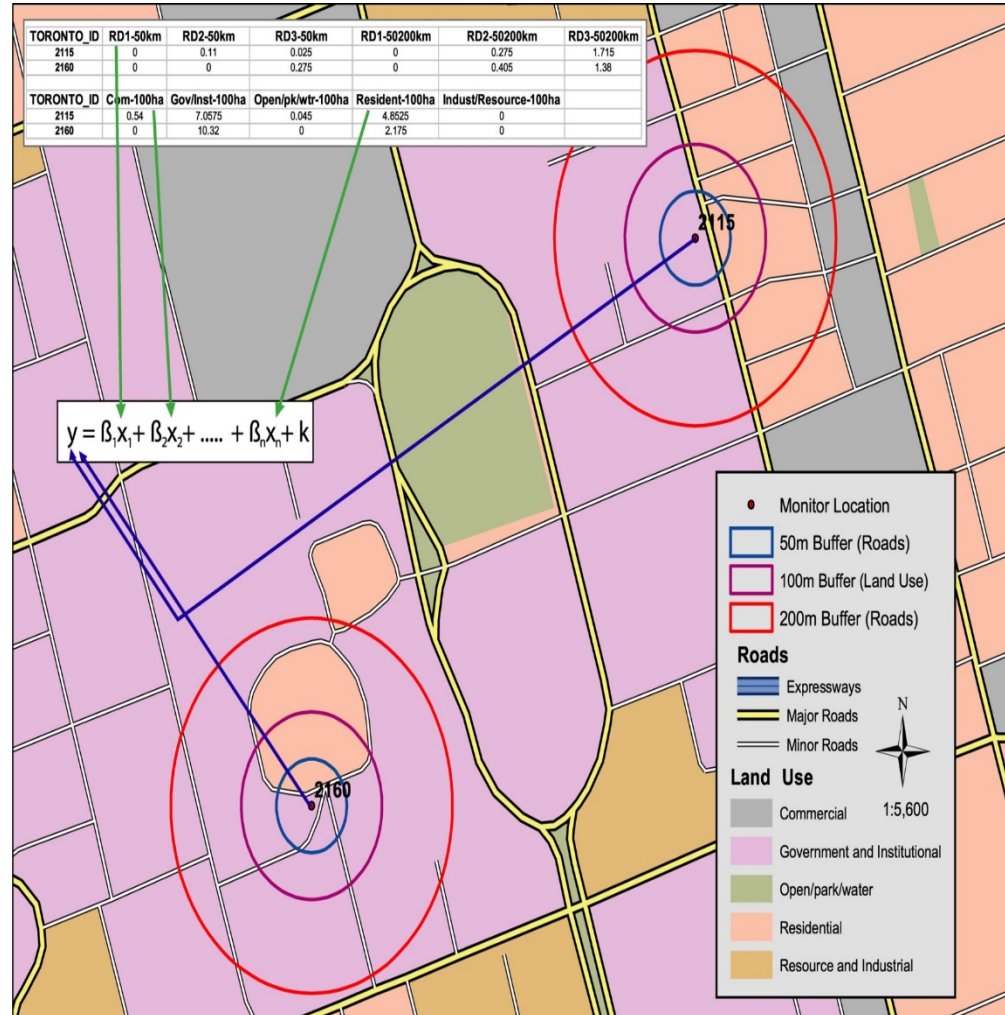 TORONTO_ID RD1-50km RD2-50km RD3-50km RD1-50200km RD2-50200km RD3-50200km
2115 0 0.11 0.025 0 0.275 1.715
2160 0 0 0.275 0 0.405 1.38
TORONTO_ID Com-100ha Gov/Inst-100ha Open/pk/wtr-100ha Resident-100ha Indust/Resource-100ha
2115 0.54 7.0575 0.045 4.8525 0
2160 0 10.32 0 2.175 0
2115
y = ß₁x₁+ ß₂x₂+ ..... + ßₙxₙ+ k
2160
Monitor Location
50m Buffer (Roads)
100m Buffer (Land Use)
200m Buffer (Roads)
Roads
Expressways
Major Roads
Minor Roads
N
1:5,600
Land Use
Commercial
Government and Institutional
Open/park/water
Residential
Resource and Industrial